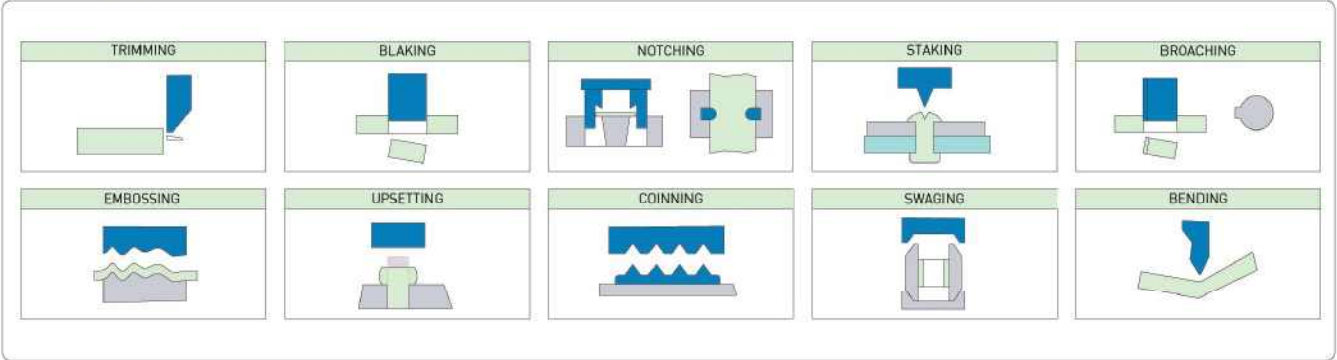 TRIMMING
BLAKING
NOTCHING
STAKING
BROACHING
EMBOSSING
UPSETTING
COINNING
SWAGING
BENDING